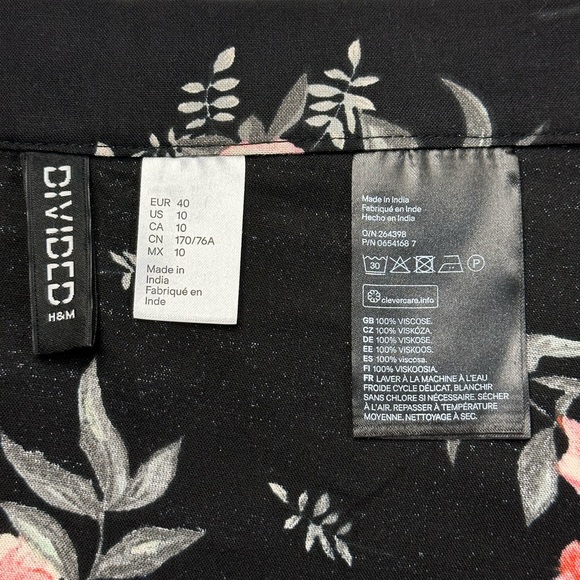 DIVIDED
H&M
EUR 40
US 10
CA 10
CN 170/76A
MX 10
Made in
India
Fabriqué en
Inde
Made in India
Fabriqué en Inde
Hecho en India
O/N 264398
P/N 0654168 7
30
P
clevercare.info
GB 100% VISCOSE.
CZ 100% VISKÓZA.
DE 100% VISKOSE.
EE 100% VISKOOS.
ES 100% viscosa.
FI 100% VISKOOSIA.
FR LAVER À LA MACHINE À L'EAU
FROIDE CYCLE DÉLICAT, BLANCHIR
SANS CHLORE SI NÉCESSAIRE. SÉCHER
À L'AIR. REPASSER À TEMPÉRATURE
MOYENNE, NETTOYAGE À SEC.